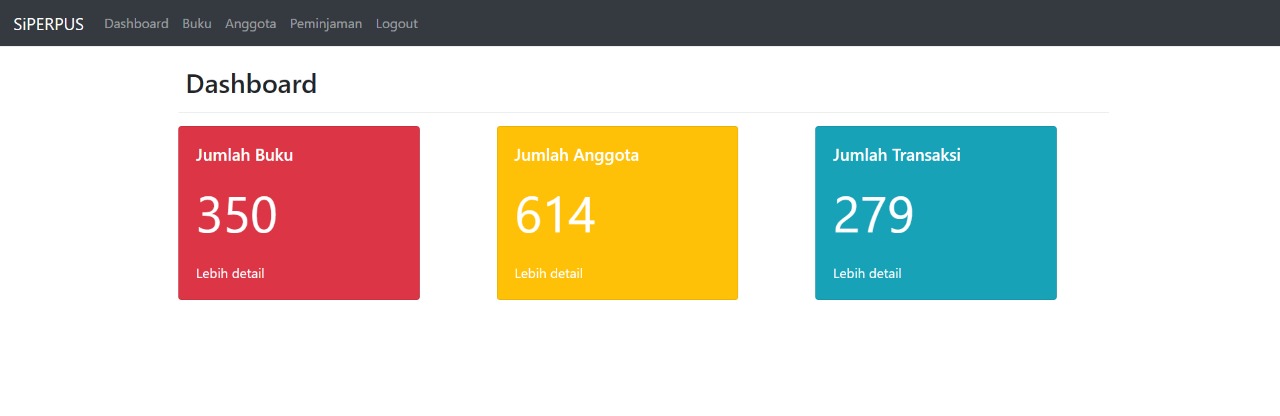 SiPERPUS Dashboard Buku Anggota Peminjaman Logout
Dashboard
Jumlah Buku
350
Lebih detail
Jumlah Anggota
614
Lebih detail
Jumlah Transaksi
279
Lebih detail